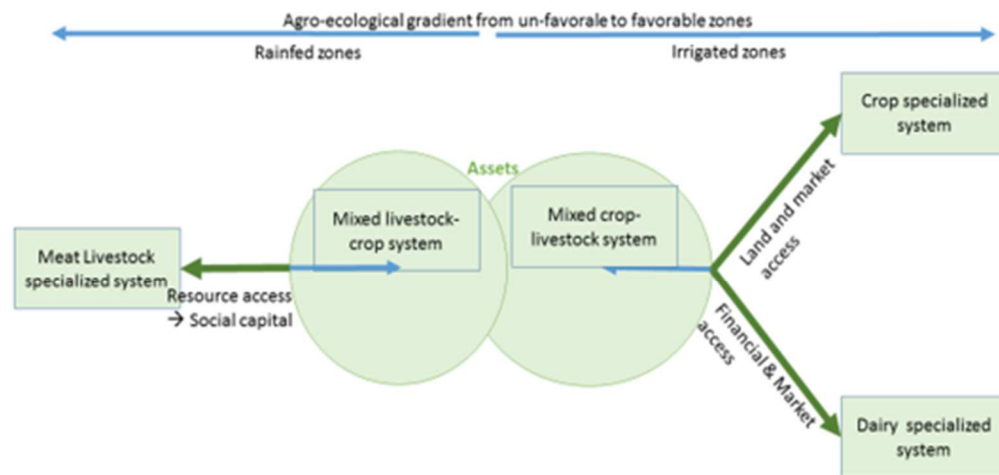 Agro-ecological gradient from un-favorale to favorable zones
Rainfed zones
Irrigated zones
Crop specialized
system
Assets
Mixed livestock-
crop system
Mixed crop-
livestock system
Land and market
access
Meat Livestock
specialized system
Resource access
→ Social capital
Financial & Market
access
Dairy specialized
system